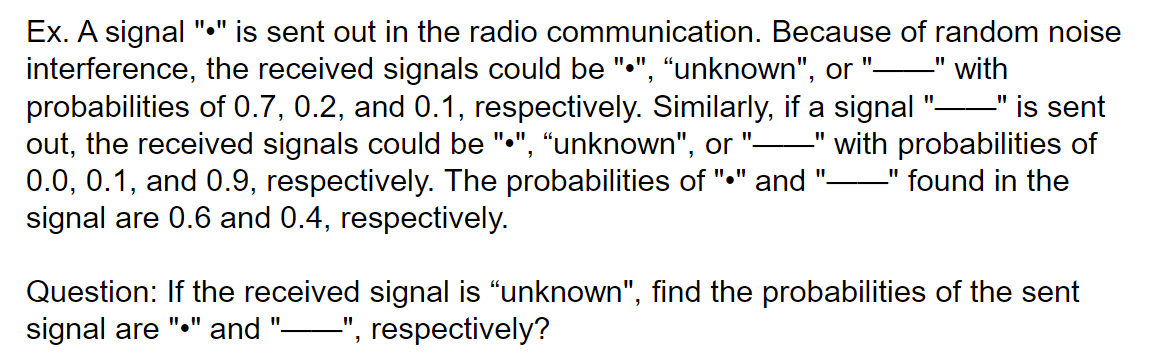 Ex. A signal "•" is sent out in the radio communication. Because of random noise
interference, the received signals could be "•", “unknown", or "——" with
probabilities of 0.7, 0.2, and 0.1, respectively. Similarly, if a signal "——" is sent
out, the received signals could be "•", “unknown", or "——" with probabilities of
0.0, 0.1, and 0.9, respectively. The probabilities of "•" and "——" found in the
signal are 0.6 and 0.4, respectively.
Question: If the received signal is “unknown", find the probabilities of the sent
signal are "•" and "——", respectively?